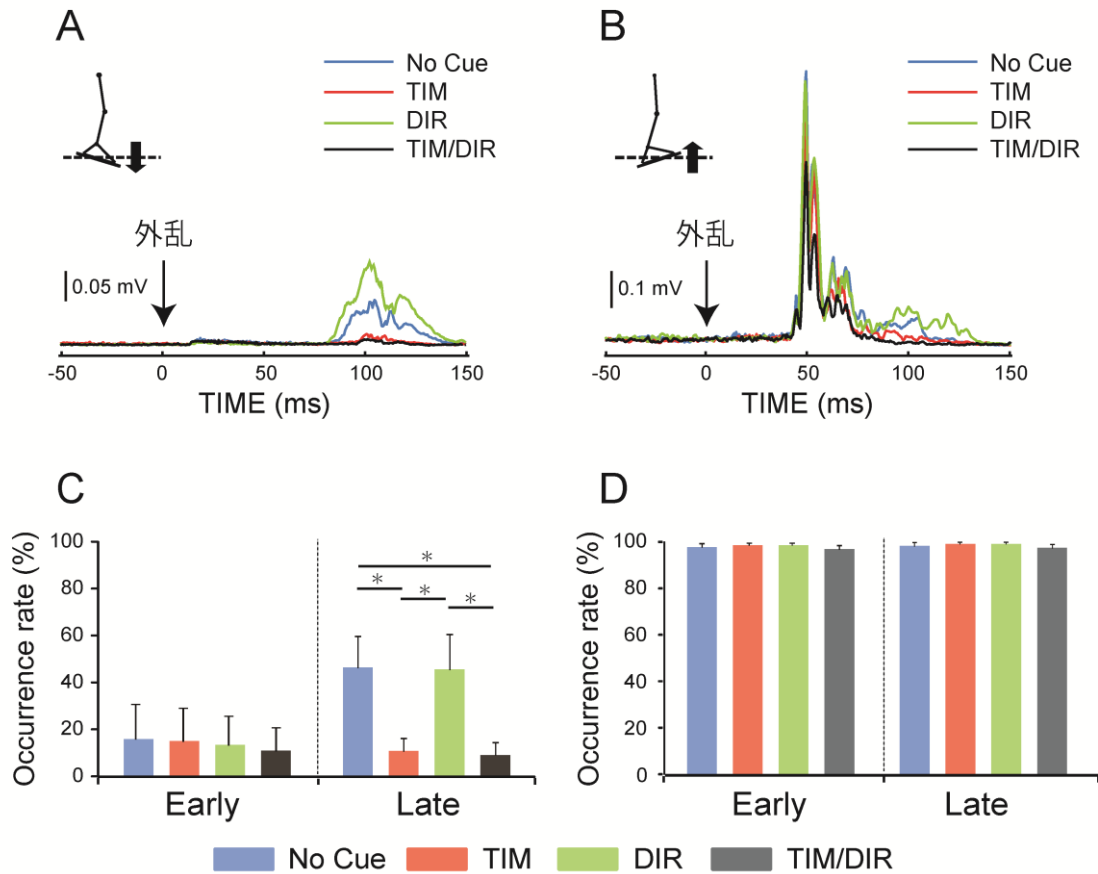 A
No Cue
TIM
DIR
TIM/DIR
外乱
0.05 mV
-50 0 50 100 150
TIME (ms)
B
No Cue
TIM
DIR
TIM/DIR
外乱
0.1 mV
-50 0 50 100 150
TIME (ms)
C
Occurrence rate (%)
100
80
60
40
20
0
* 
* * *
Early Late
D
Occurrence rate (%)
100
80
60
40
20
0
Early Late
No Cue TIM DIR TIM/DIR